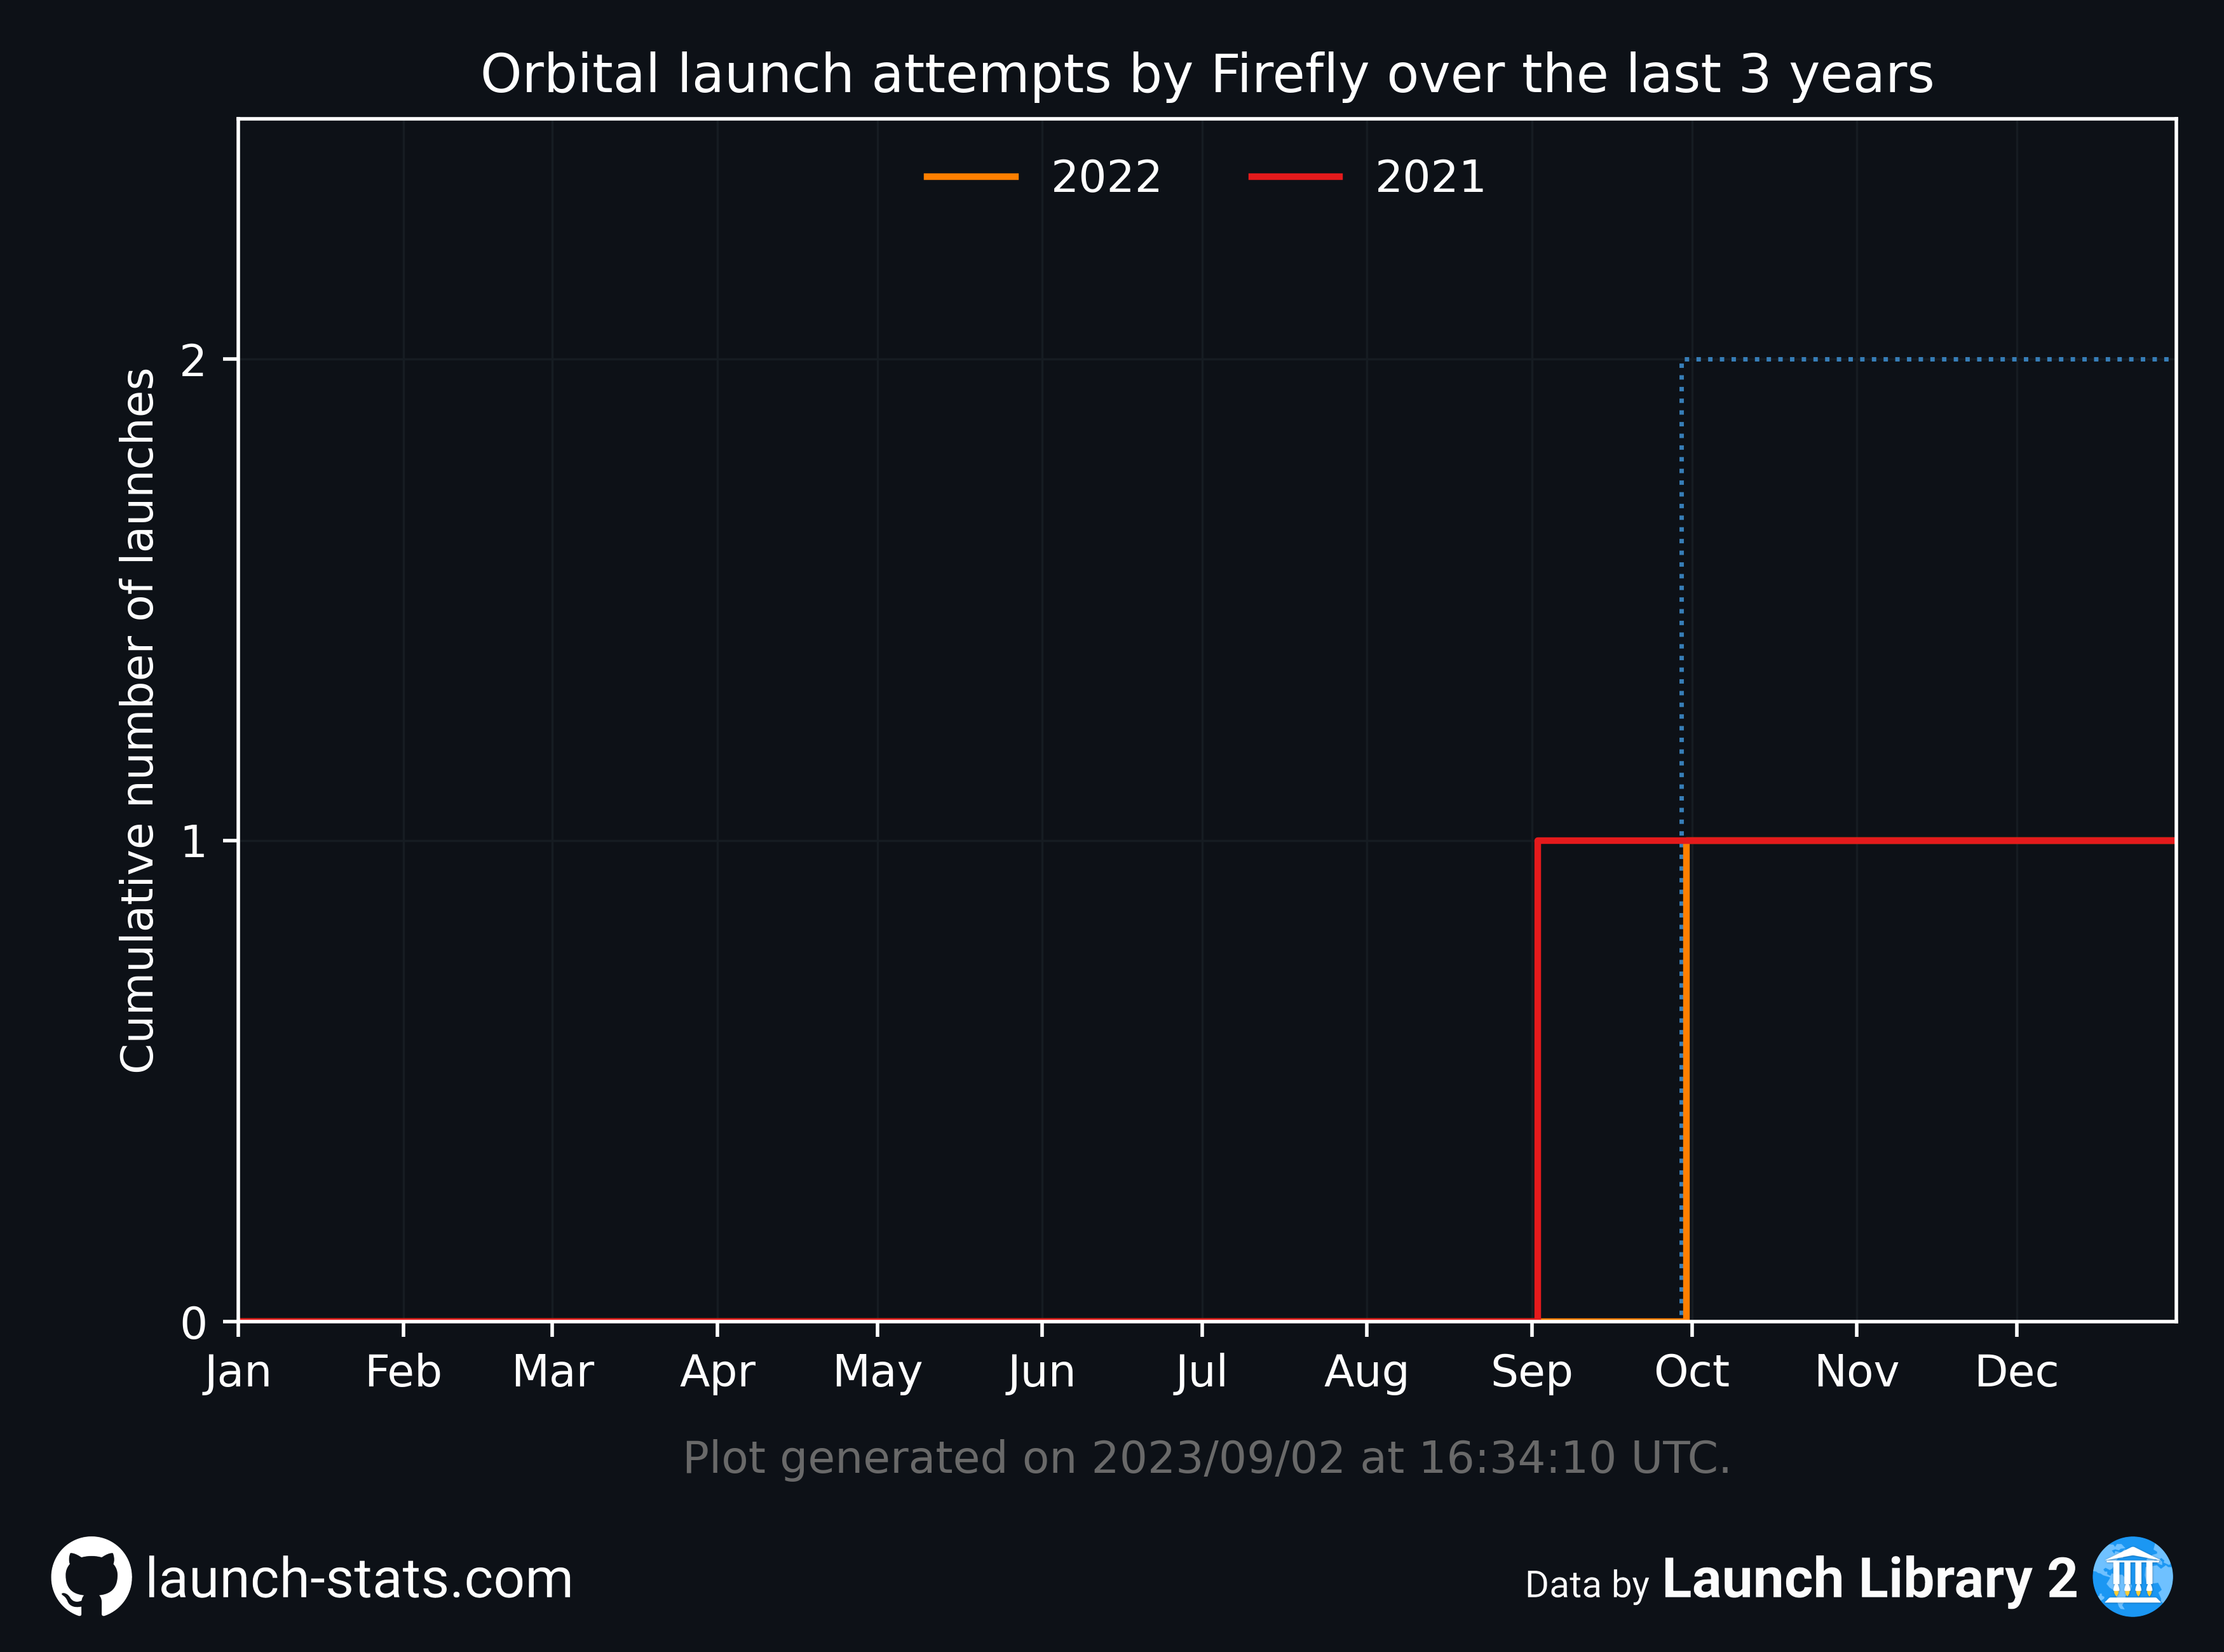 Orbital launch attempts by Firefly over the last 3 years
2022 2021
Cumulative number of launches
2
1
0
Jan Feb Mar Apr May Jun Jul Aug Sep Oct Nov Dec
Plot generated on 2023/09/02 at 16:34:10 UTC.
launch-stats.com
Data by Launch Library 2